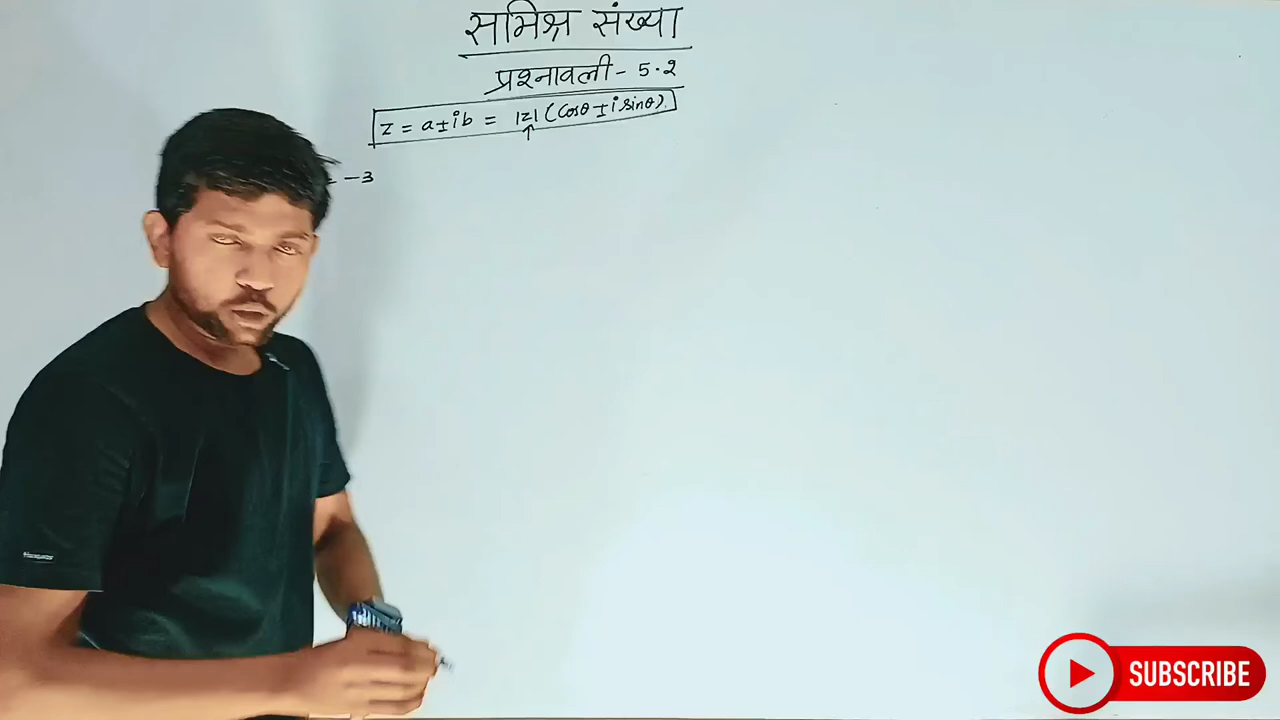 समिश्र संख्या
प्रश्नावली - 5.2
z = a ± ib = |z| (cosθ ± i sinθ)
= -3
SUBSCRIBE